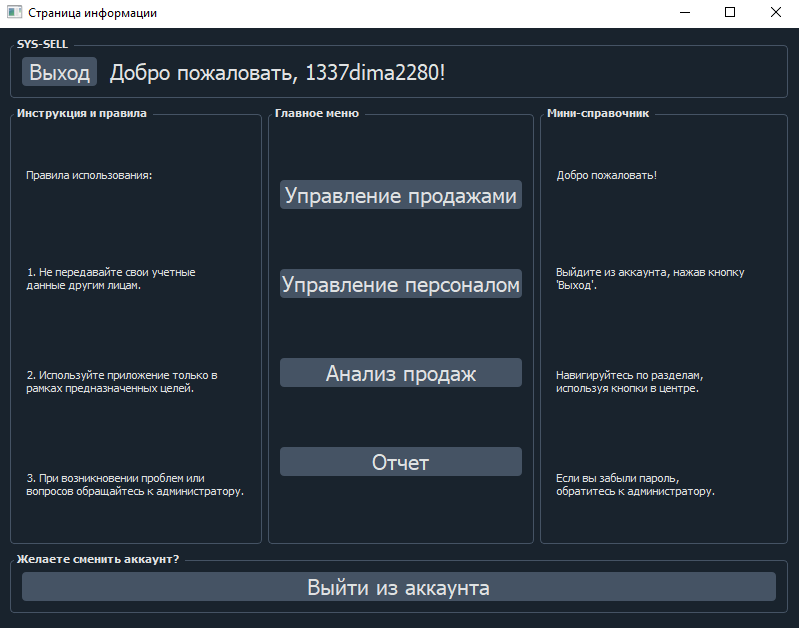 Страница информации
SYS-SELL
Выход
Добро пожаловать, 1337dima2280!
Инструкция и правила
Правила использования:
1. Не передавайте свои учетные
данные другим лицам.
2. Используйте приложение только в
рамках предназначенных целей.
3. При возникновении проблем или
вопросов обращайтесь к администратору.
Главное меню
Управление продажами
Управление персоналом
Анализ продаж
Отчет
Мини-справочник
Добро пожаловать!
Выйдите из аккаунта, нажав кнопку
'Выход'.
Навигируйтесь по разделам,
используя кнопки в центре.
Если вы забыли пароль,
обратитесь к администратору.
Желаете сменить аккаунт?
Выйти из аккаунта